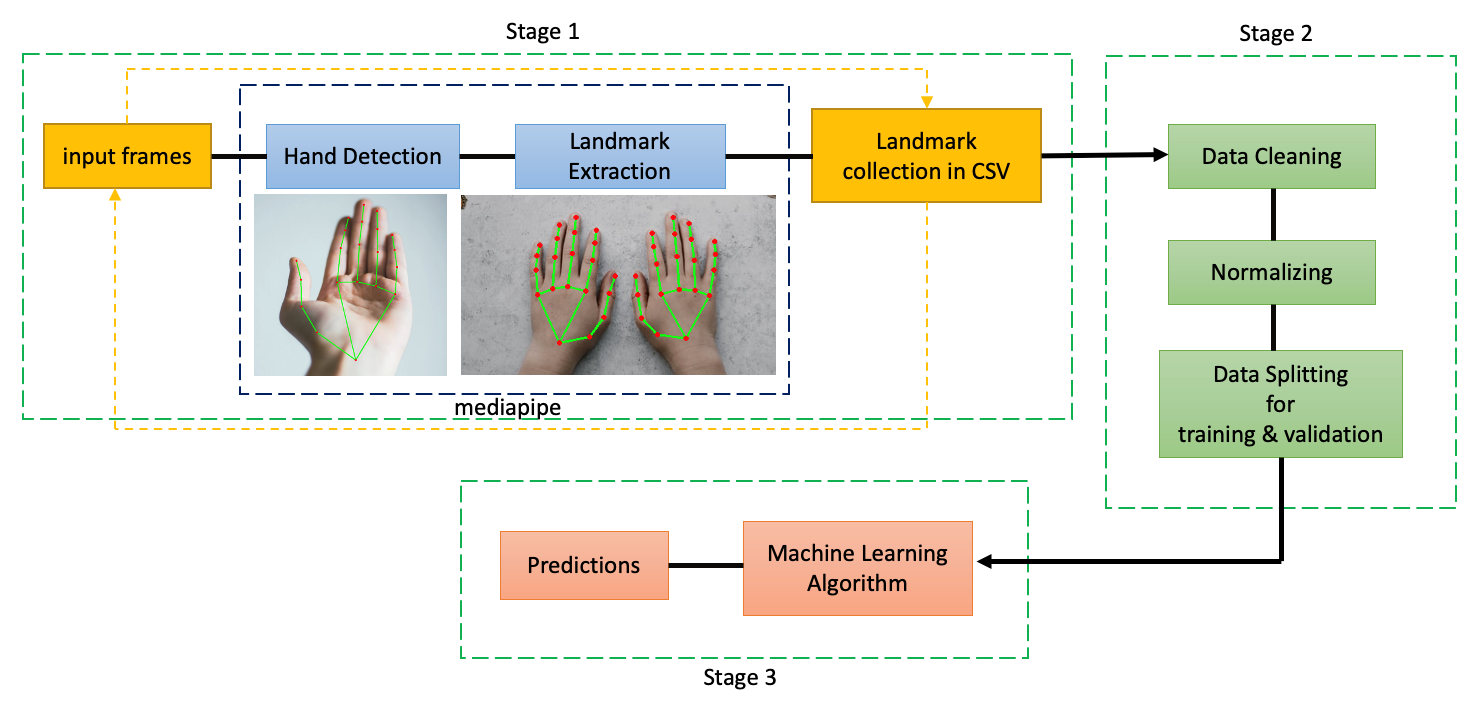 Stage 1
Stage 2
input frames
Hand Detection
Landmark
Extraction
Landmark
collection in CSV
Data Cleaning
Normalizing
Data Splitting
for
training & validation
mediapipe
Predictions
Machine Learning
Algorithm
Stage 3